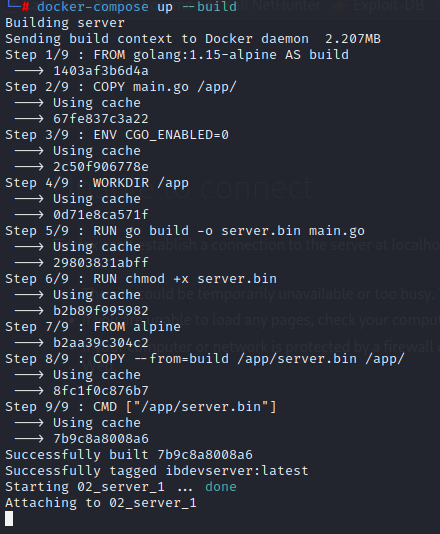 # docker-compose up --build
Building server
Sending build context to Docker daemon  2.207MB
Step 1/9 : FROM golang:1.15-alpine AS build
 ---> 1403af3b6d4a
Step 2/9 : COPY main.go /app/
 ---> Using cache
 ---> 67fe837c3a22
Step 3/9 : ENV CGO_ENABLED=0
 ---> Using cache
 ---> 2c50f906778e
Step 4/9 : WORKDIR /app
 ---> Using cache
 ---> 0d71e8ca571f
Step 5/9 : RUN go build -o server.bin main.go
 ---> Using cache
 ---> 29803831abff
Step 6/9 : RUN chmod +x server.bin
 ---> Using cache
 ---> b2b89f995982
Step 7/9 : FROM alpine
 ---> b2aa39c304c2
Step 8/9 : COPY --from=build /app/server.bin /app/
 ---> Using cache
 ---> 8fc1f0c876b7
Step 9/9 : CMD ["/app/server.bin"]
 ---> Using cache
 ---> 7b9c8a8008a6
Successfully built 7b9c8a8008a6
Successfully tagged ibdevserver:latest
Starting 02_server_1 ... done
Attaching to 02_server_1